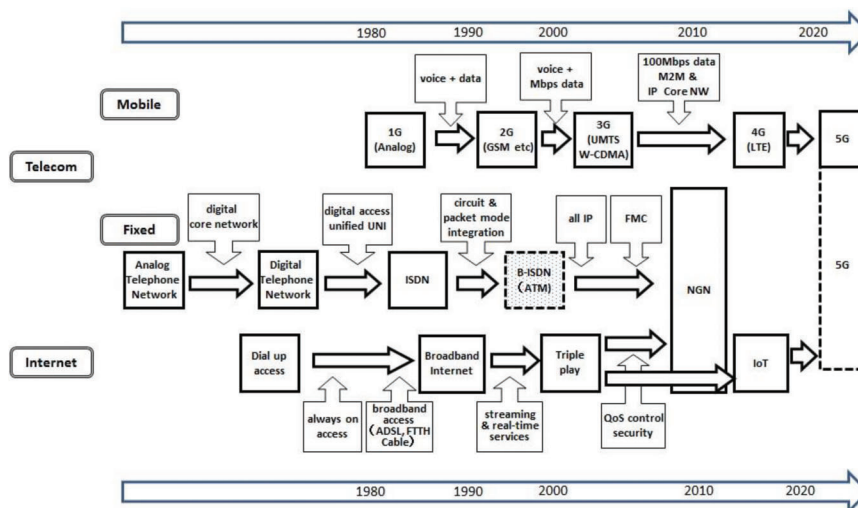 1980 1990 2000 2010 2020
Mobile
voice + data
voice +
Mbps data
100Mbps data
M2M &
IP Core NW
1G
(Analog)
2G
(GSM etc)
3G
(UMTS
W-CDMA)
4G
(LTE)
5G
Telecom
Fixed
digital
core network
digital access
unified UNI
circuit &
packet mode
integration
all IP
FMC
Analog
Telephone
Network
Digital
Telephone
Network
ISDN
B-ISDN
(ATM)
NGN
5G
Internet
Dial up
access
Broadband
Internet
Triple
play
IoT
always on
access
broadband
access
(ADSL, FTTH
Cable)
streaming
& real-time
services
QoS control
security
1980 1990 2000 2010 2020